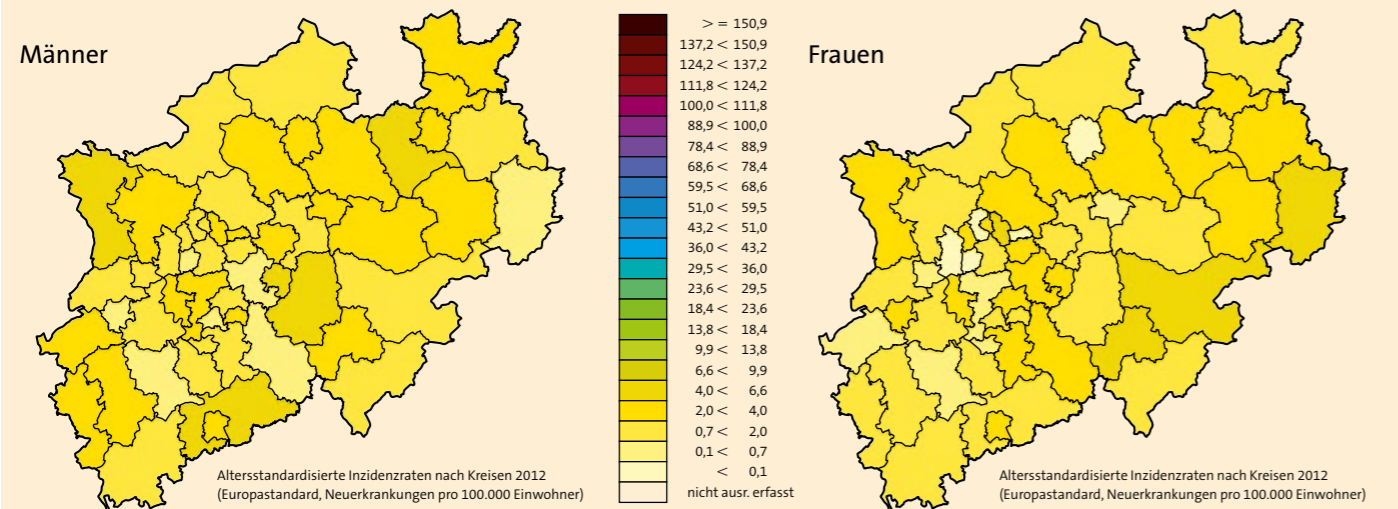 Männer
> = 150,9
137,2 < 150,9
124,2 < 137,2
111,8 < 124,2
100,0 < 111,8
88,9 < 100,0
78,4 < 88,9
68,6 < 78,4
59,5 < 68,6
51,0 < 59,5
43,2 < 51,0
36,0 < 43,2
29,5 < 36,0
23,6 < 29,5
18,4 < 23,6
13,8 < 18,4
9,9 < 13,8
6,6 < 9,9
4,0 < 6,6
2,0 < 4,0
0,7 < 2,0
0,1 < 0,7
< 0,1
nicht ausr. erfasst
Altersstandardisierte Inzidenzraten nach Kreisen 2012
(Europastandard, Neuerkrankungen pro 100.000 Einwohner)
Frauen
Altersstandardisierte Inzidenzraten nach Kreisen 2012
(Europastandard, Neuerkrankungen pro 100.000 Einwohner)